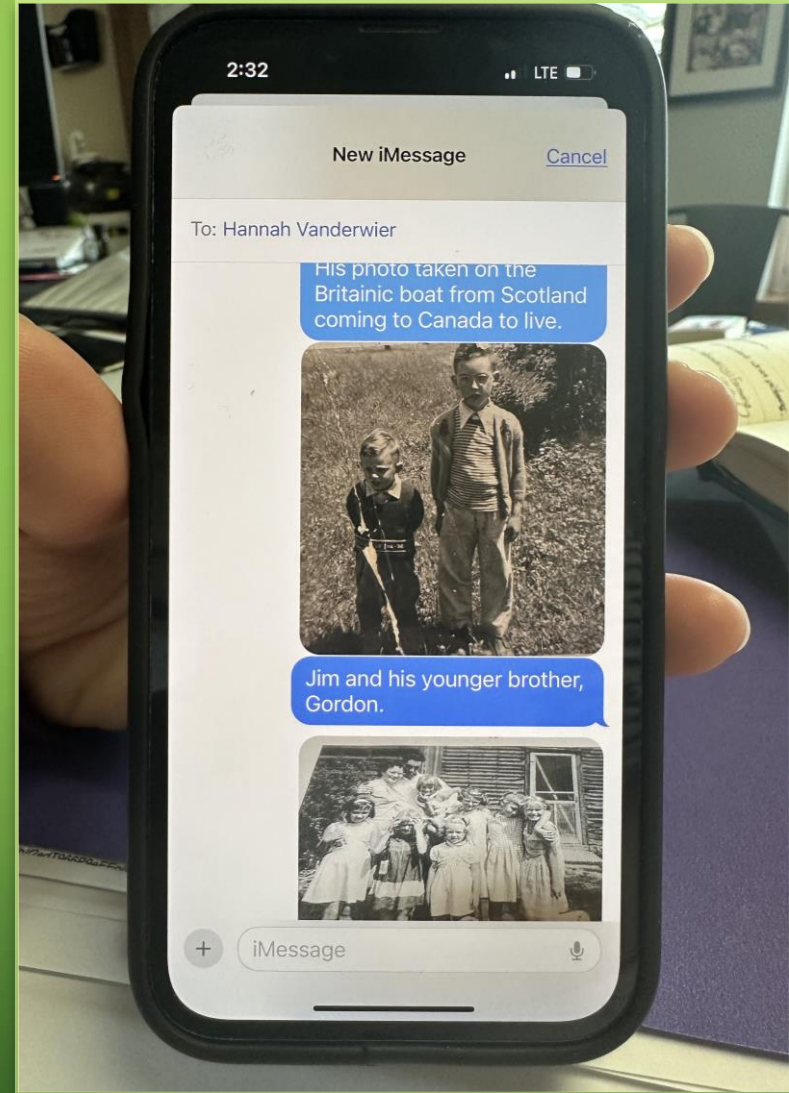 2:32 LTE
New iMessage Cancel
To: Hannah Vanderwier
His photo taken on the
Britainic boat from Scotland
coming to Canada to live.
Jim and his younger brother,
Gordon.
iMessage